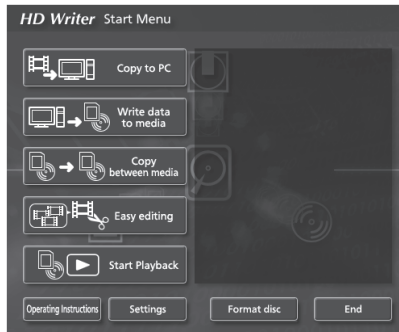 HD Writer Start Menu
Copy to PC
Write data
to media
Copy
between media
Easy editing
Start Playback
Operating Instructions
Settings
Format disc
End